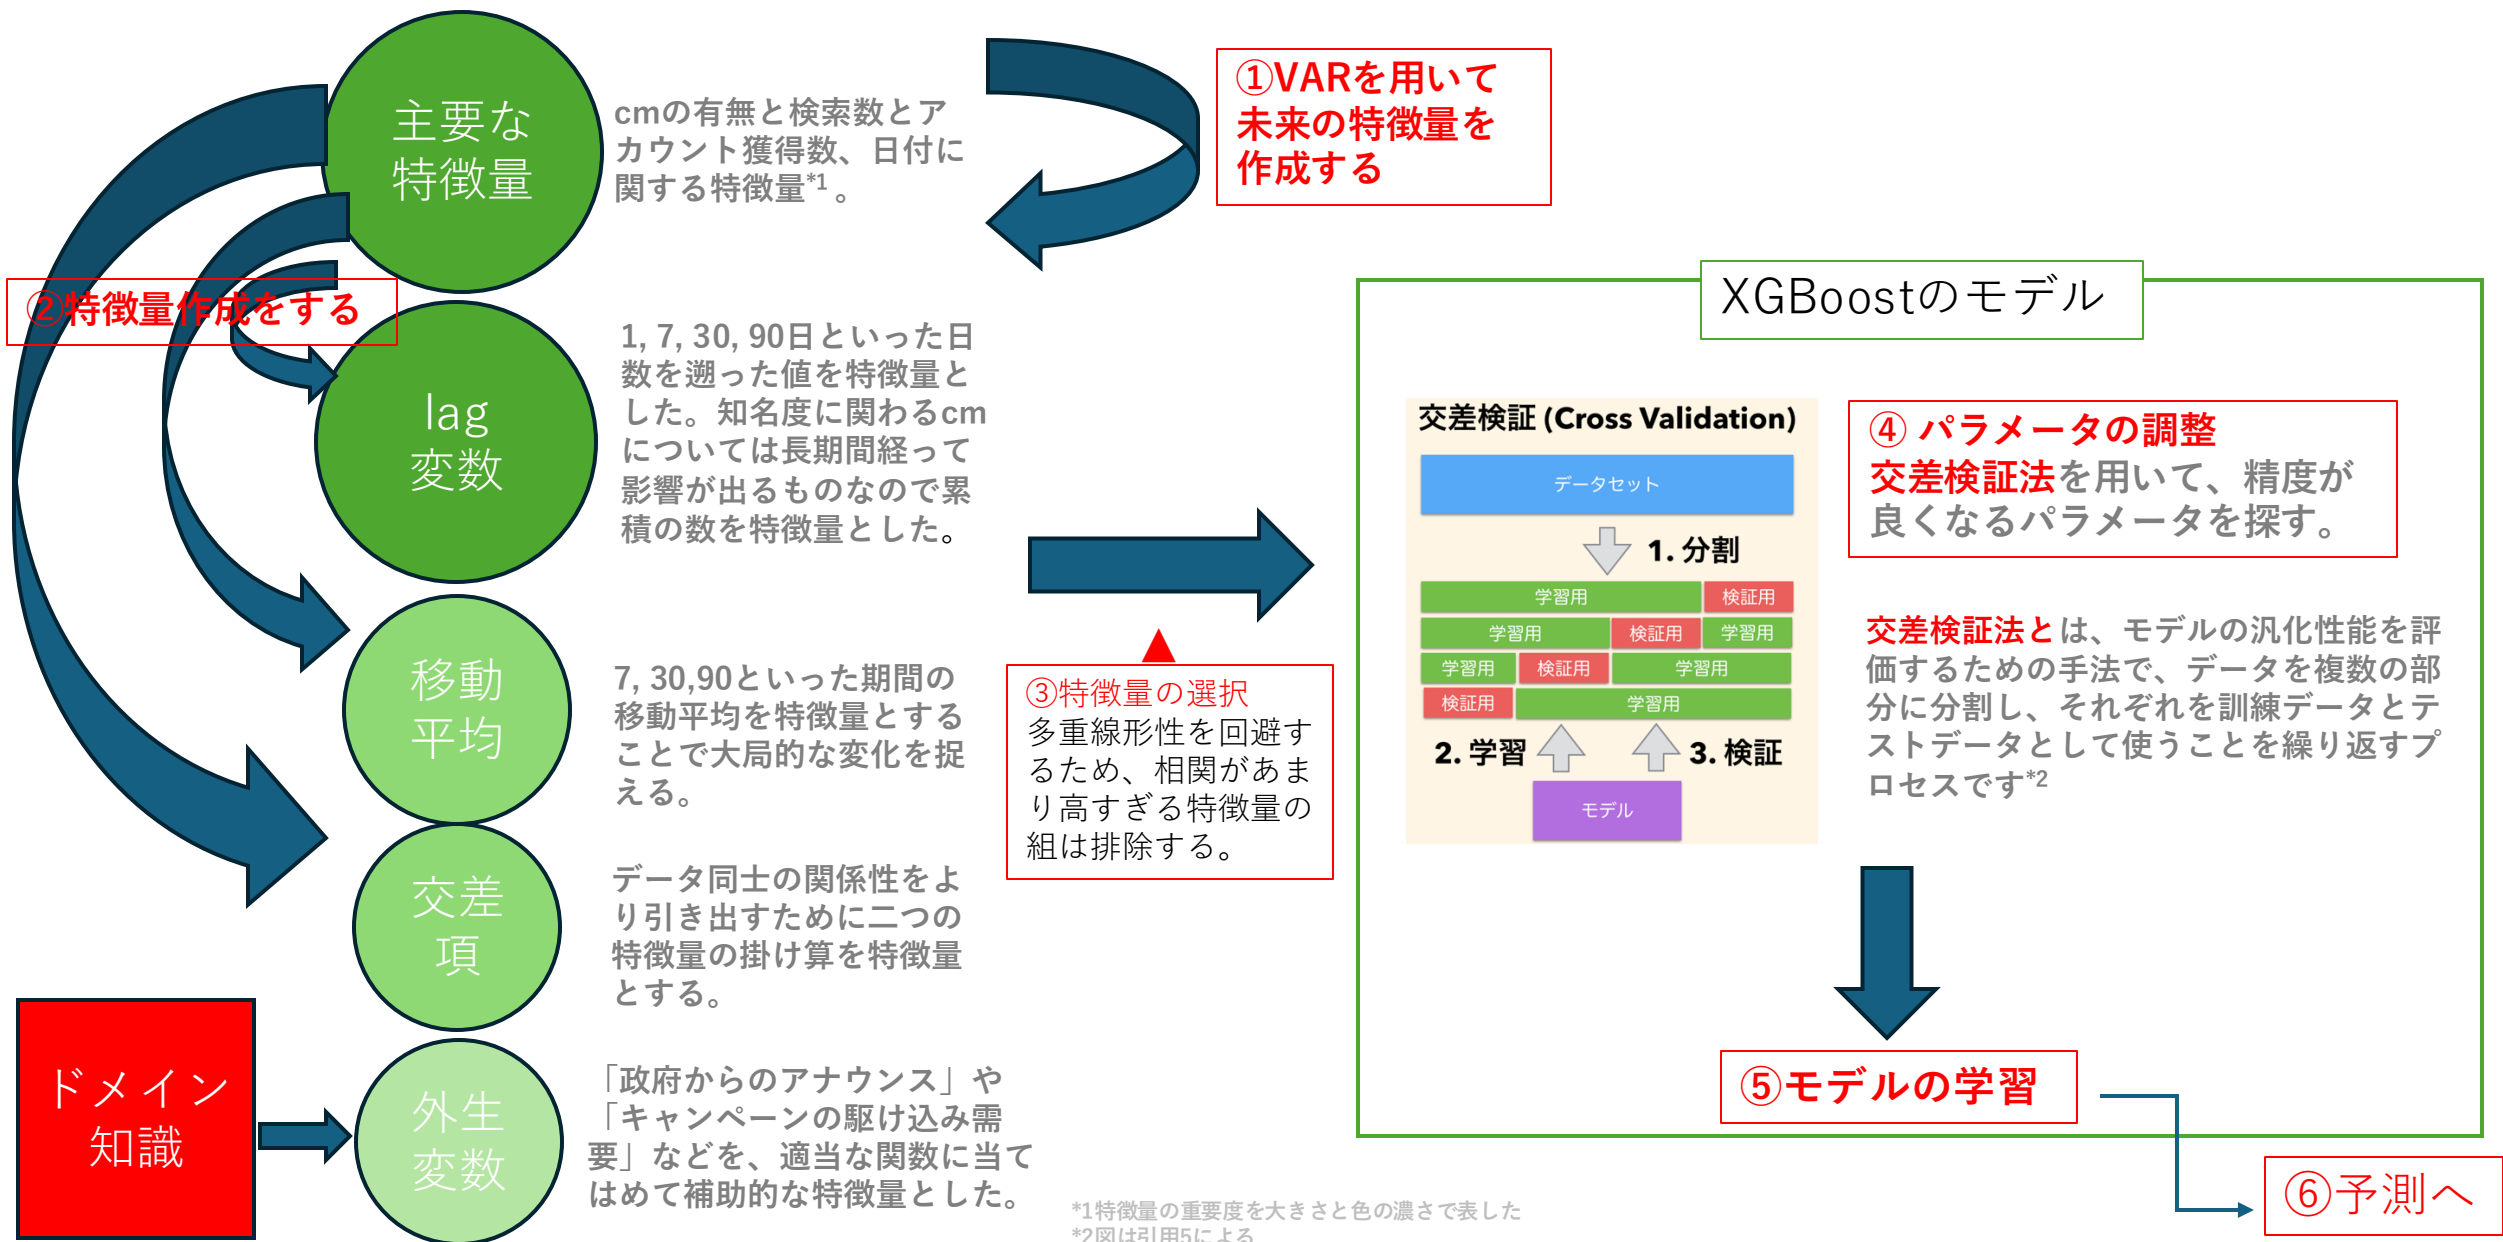 主要な
特徴量
cmの有無と検索数とア
カウント獲得数、日付に
関する特徴量*1 。
①VARを用いて
未来の特徴量を
作成する
②特徴量作成をする
lag
変数
1, 7, 30, 90日といった日
数を遡った値を特徴量と
した。知名度に関わるcm
については長期間経って
影響が出るものなので累
積の数を特徴量とした。
移動
平均
7, 30,90といった期間の
移動平均を特徴量とする
ことで大局的な変化を捉
える。
交差
項
データ同士の関係性をよ
り引き出すために二つの
特徴量の掛け算を特徴量
とする。
ドメイン
知識
外生
変数
「政府からのアナウンス」や
「キャンペーンの駆け込み需
要」などを、適当な関数に当て
はめて補助的な特徴量とした。
③特徴量の選択
多重線形性を回避す
るため、相関があま
り高すぎる特徴量の
組は排除する。
XGBoostのモデル
交差検証 (Cross Validation)
データセット
1. 分割
学習用 検証用
学習用 検証用 学習用
学習用 検証用 学習用
検証用 学習用
2. 学習 3. 検証
モデル
④ パラメータの調整
交差検証法を用いて、精度が
良くなるパラメータを探す。
交差検証法とは、モデルの汎化性能を評
価するための手法で、データを複数の部
分に分割し、それぞれを訓練データとテ
ストデータとして使うことを繰り返すプ
ロセスです*2
⑤モデルの学習
⑥予測へ
*1特徴量の重要度を大きさと色の濃さで表した
*2図は引用5による